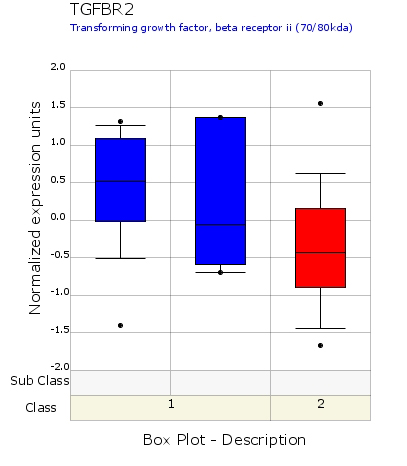 TGFBR2
Transforming growth factor, beta receptor ii (70/80kda)
2.0
1.5
1.0
0.5
0.0
-0.5
-1.0
-1.5
-2.0
Normalized expression units
Sub Class
Class 1 2
Box Plot - Description